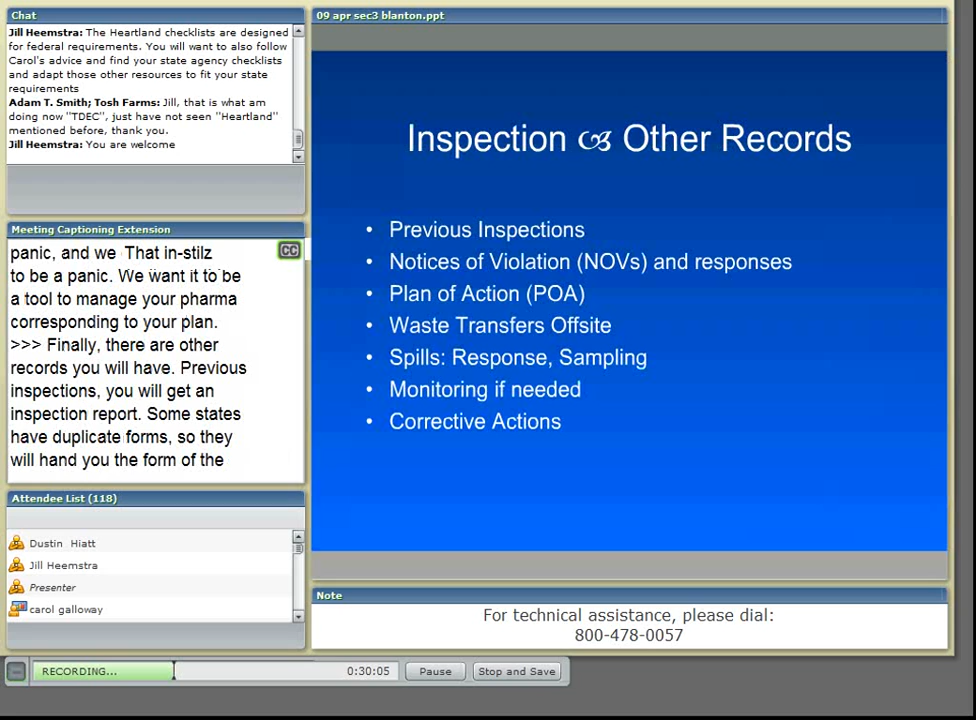 Chat
Jill Heemstra: The Heartland checklists are designed
for federal requirements. You will want to also follow
Carol's advice and find your state agency checklists
and adapt those other resources to fit your state
requirements
Adam T. Smith; Tosh Farms: Jill, that is what am
doing now "TDEC", just have not seen "Heartland"
mentioned before, thank you.
Jill Heemstra: You are welcome
Meeting Captioning Extension
CC
panic, and we That in-stilz
to be a panic. We want it to be
a tool to manage your pharma
corresponding to your plan.
>>> Finally, there are other
records you will have. Previous
inspections, you will get an
inspection report. Some states
have duplicate forms, so they
will hand you the form of the
Attendee List (118)
Dustin Hiatt
Jill Heemstra
Presenter
carol galloway
09 apr sec3 blanton.ppt
Inspection & Other Records
• Previous Inspections
• Notices of Violation (NOVs) and responses
• Plan of Action (POA)
• Waste Transfers Offsite
• Spills: Response, Sampling
• Monitoring if needed
• Corrective Actions
Note
For technical assistance, please dial:
800-478-0057
RECORDING... 0:30:05 Pause Stop and Save